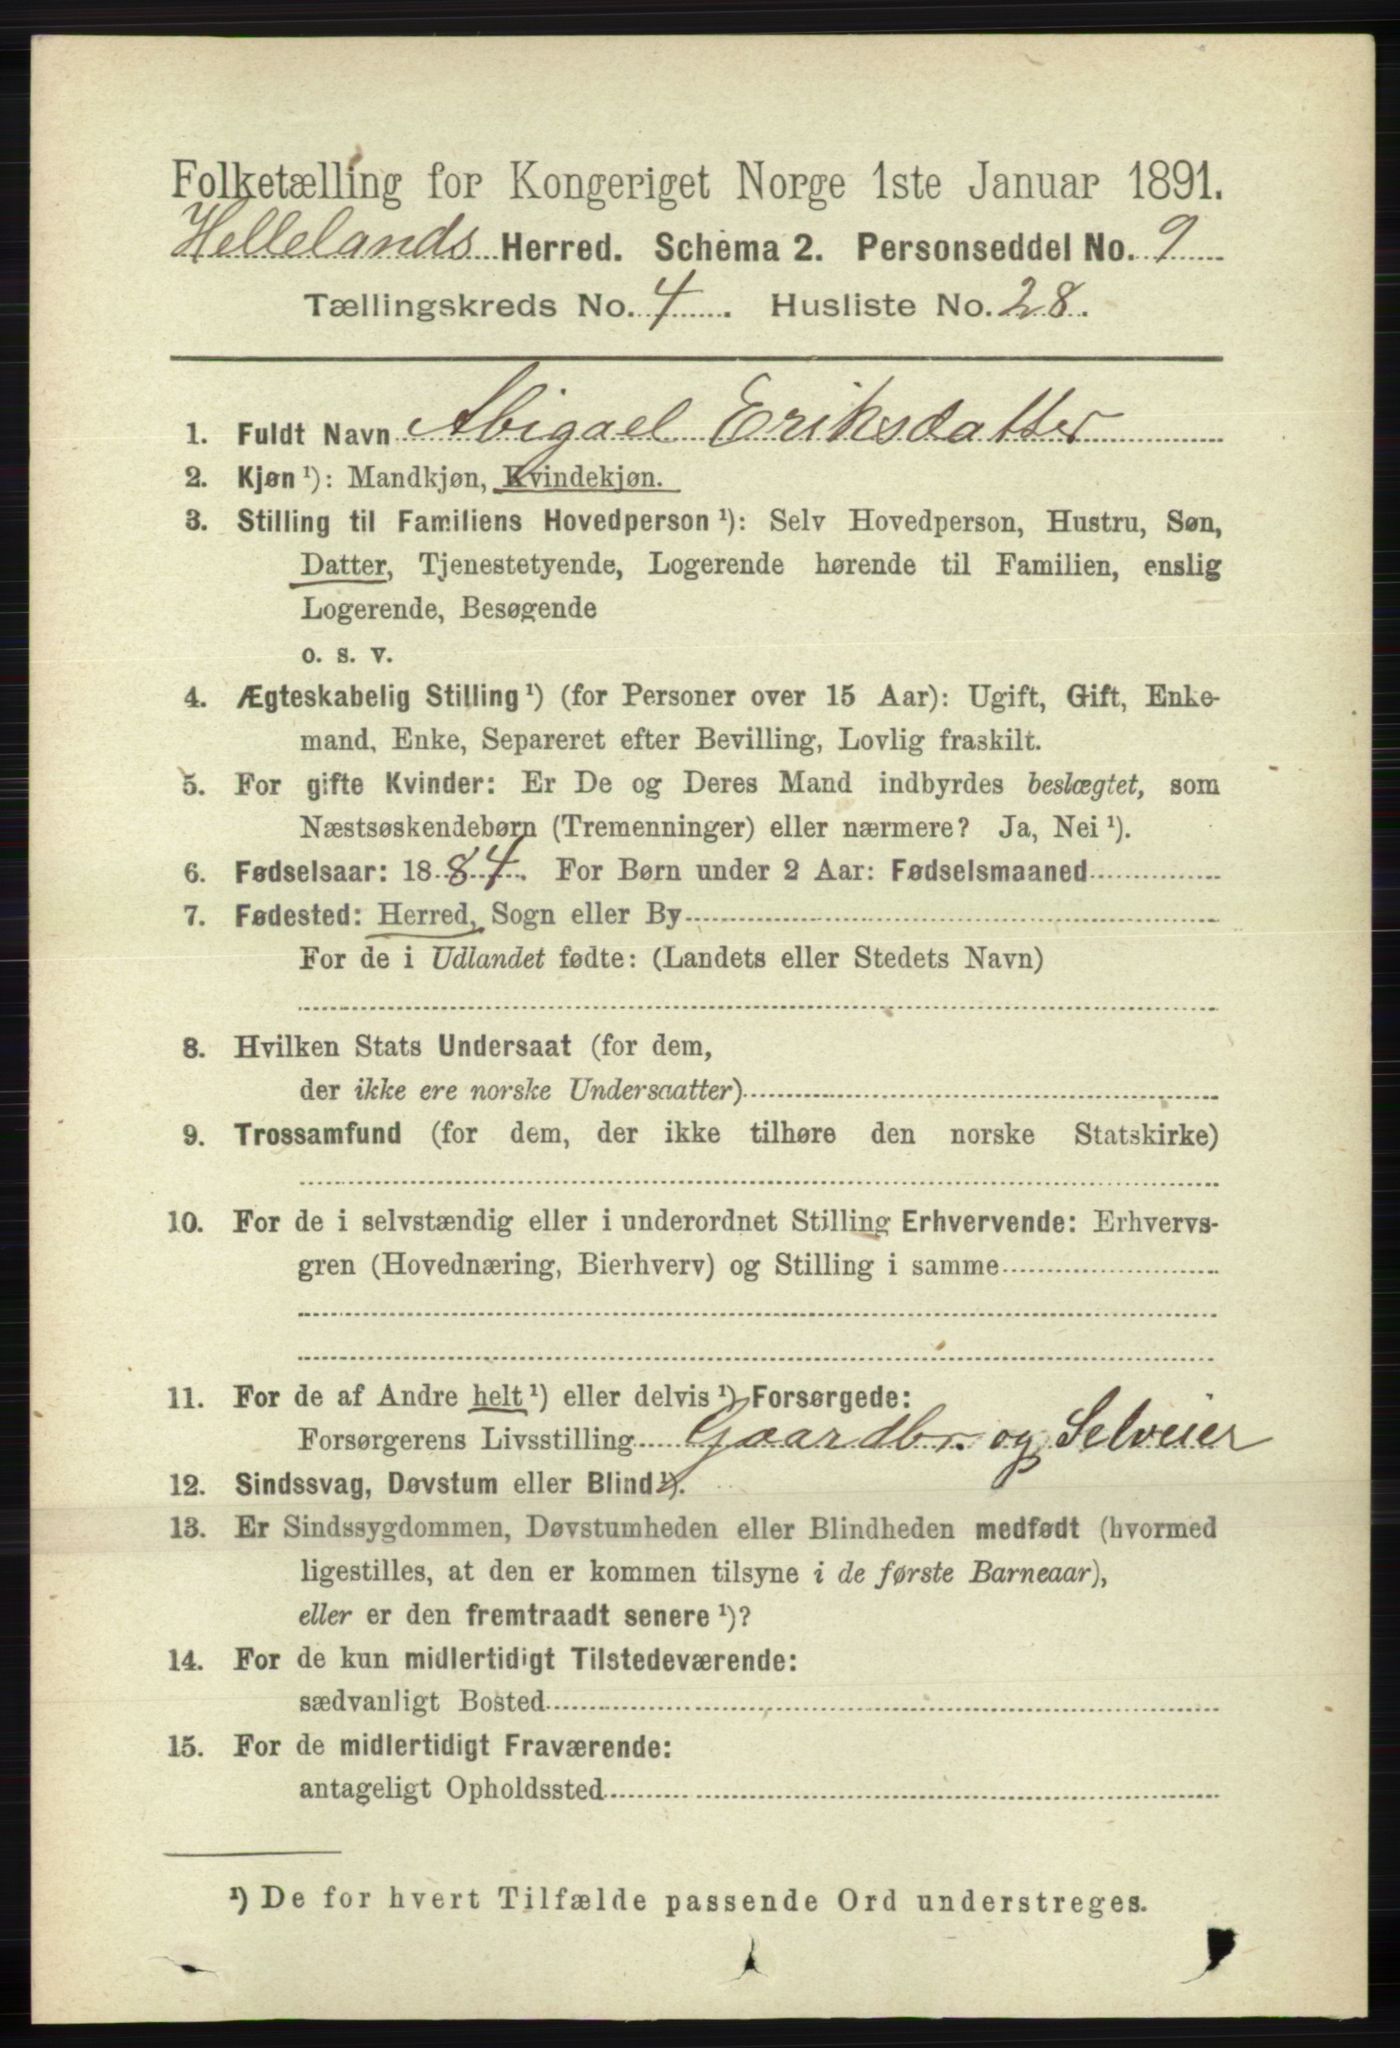 Folketælling for Kongeriget Norge 1ste Januar 1891.
Hellelands Herred. Schema 2. Personseddel No. 9
Tællingskreds No. 4. Husliste No. 28.
1. Fuldt Navn Abigael Eriksdatter
2. Kjøn ¹): Mandkjøn, Kvindekjøn.
3. Stilling til Familiens Hovedperson ¹): Selv Hovedperson, Hustru, Søn,
Datter, Tjenestetyende, Logerende hørende til Familien, enslig
Logerende, Besøgende
o. s. v.
4. Ægteskabelig Stilling ¹) (for Personer over 15 Aar): Ugift, Gift, Enke-
mand, Enke, Separeret efter Bevilling, Lovlig fraskilt.
5. For gifte Kvinder: Er De og Deres Mand indbyrdes beslægtet, som
Næstsøskendebørn (Tremenninger) eller nærmere? Ja, Nei ¹).
6. Fødselsaar: 1884. For Børn under 2 Aar: Fødselsmaaned
7. Fødested: Herred, Sogn eller By
For de i Udlandet fødte: (Landets eller Stedets Navn)
8. Hvilken Stats Undersaat (for dem,
der ikke ere norske Undersaatter)
9. Trossamfund (for dem, der ikke tilhøre den norske Statskirke)
10. For de i selvstændig eller i underordnet Stilling Erhvervende: Erhvervs-
gren (Hovednæring, Bierhverv) og Stilling i samme
11. For de af Andre helt ¹) eller delvis ¹) Forsørgede:
Forsørgerens Livsstilling Gaardbr. og Selveier
12. Sindssvag, Døvstum eller Blind ¹).
13. Er Sindssygdommen, Døvstumheden eller Blindheden medfødt (hvormed
ligestilles, at den er kommen tilsyne i de første Barneaar),
eller er den fremtraadt senere ¹)?
14. For de kun midlertidigt Tilstedeværende:
sædvanligt Bosted
15. For de midlertidigt Fraværende:
antageligt Opholdssted
¹) De for hvert Tilfælde passende Ord understreges.